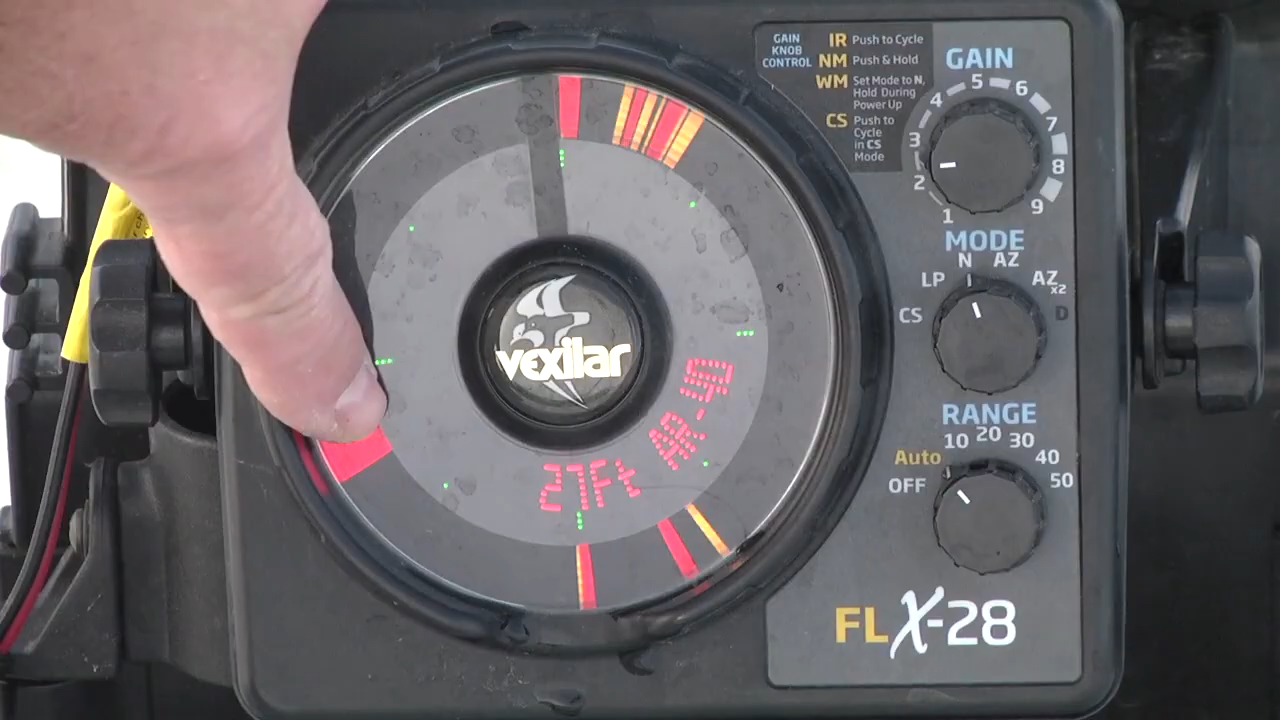 GAIN
KNOB
CONTROL
IR Push to Cycle
NM Push & Hold
WM Set Mode to N,
Hold During
Power Up
CS Push to
Cycle
in CS
Mode
GAIN
1 2 3 4 5 6 7 8 9
MODE
CS LP N AZ AZx2 D
RANGE
OFF Auto 10 20 30 40 50
FLX-28
vexilar
27Ft